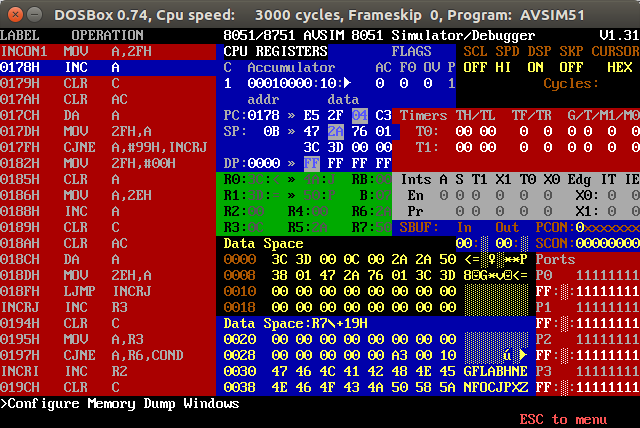 DOSBox 0.74, Cpu speed: 3000 cycles, Frameskip 0, Program: AVSIM51
LABEL OPERATION 8051/8751 AVSIM 8051 Simulator/Debugger V1.31
INCON1 MOV A,2FH
0178H INC A
0179H CLR C
017AH CLR AC
017CH DA A
017DH MOV 2FH,A
017FH CJNE A,#99H,INCRJ
0182H MOV 2FH,#00H
0185H CLR A
0186H MOV A,2EH
0188H INC A
0189H CLR C
018AH CLR AC
018CH DA A
018DH MOV 2EH,A
018FH LJMP INCRJ
INCRJ INC R3
0194H CLR C
0195H MOV A,R3
0197H CJNE A,R6,COND
INCRI INC R2
019CH CLR C
CPU REGISTERS FLAGS
C Accumulator AC F0 OV P
1 00010000:10: 0 0 0 1
addr data
PC:0178 » E5 2F 04 C3
SP: 0B » 47 2A 76 01
3C 3D 00 00
DP:0000 » FF FF FF FF
R0:3C: » 4A:J RB:00
R1:3D:= » 50:P B:07
R2:00 R4:00 R6:2A
R3:0C R5:2A R7:50
SCL SPD DSP SKP CURSOR
OFF HI ON OFF HEX
Cycles:
Timers TH/TL TF/TR G/T/M1/M0
T0: 00 00 0 0 0 0 0 0
T1: 00 00 0 0 0 0 0 0
Ints A S T1 X1 T0 X0 Edg IT IE
En 0 0 0 0 0 0 X0: 0 0
Pr 0 0 0 0 0 X1: 0 0
SBUF: In Out PCON:0xxxxxxx
00: 00: SCON:00000000
Data Space
0000 3C 3D 00 0C 00 2A 2A 50 <=**P
0008 38 01 47 2A 76 01 3C 3D 8G*v<=
0010 00 00 00 00 00 00 00 00
0018 00 00 00 00 00 00 00 00
Data Space:R7\+19H
0020 00 00 00 00 00 00 00 00
0028 00 00 00 00 00 A3 00 10 ú
0030 47 46 4C 41 42 48 4E 45 GFLABHNE
0038 4E 46 4F 43 4A 50 58 5A NFOCJPXZ
Ports
P0 11111111
FF: :11111111
P1 11111111
FF: :11111111
P2 11111111
FF: :11111111
P3 11111111
FF: :11111111
>Configure Memory Dump Windows
ESC to menu